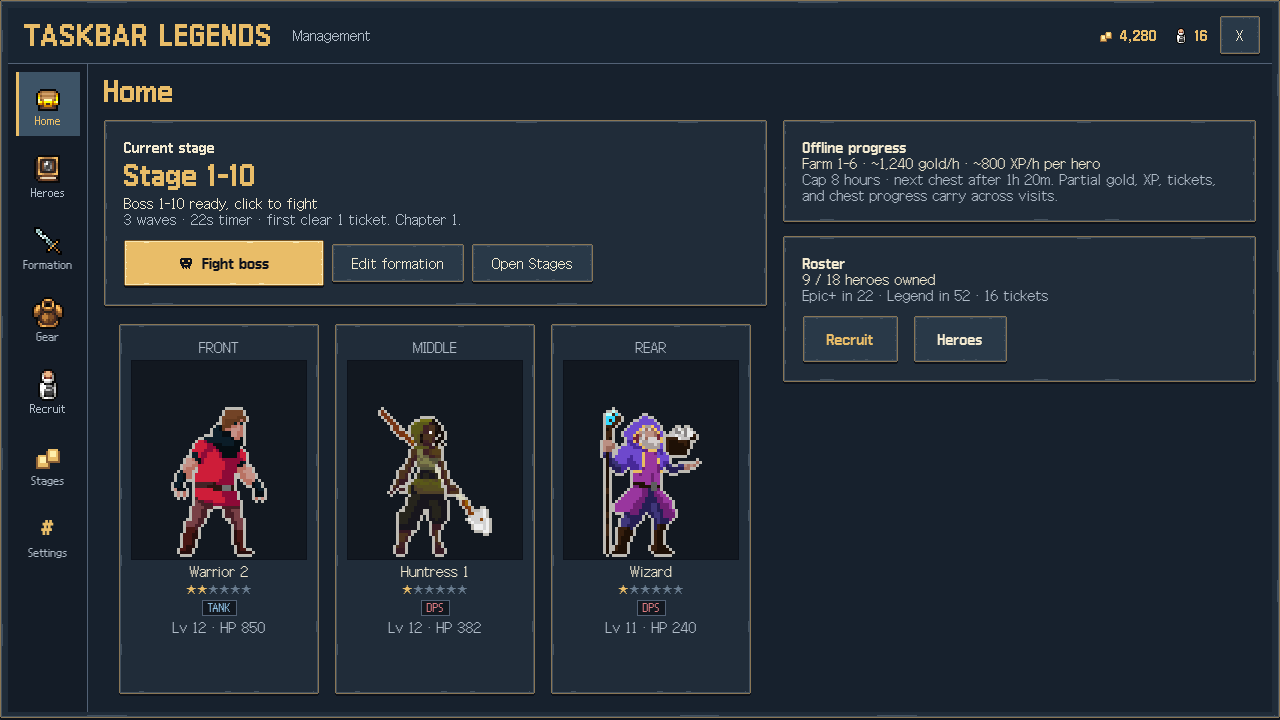 TASKBAR LEGENDS
Management
4,280
16
X
Home
Heroes
Formation
Gear
Recruit
Stages
#
Settings
Home
Current stage
Stage 1-10
Boss 1-10 ready, click to fight
3 waves · 22s timer · first clear 1 ticket. Chapter 1.
Fight boss
Edit formation
Open Stages
FRONT
Warrior 2
★★★★★★
TANK
Lv 12 · HP 850
MIDDLE
Huntress 1
★★★★★★
DPS
Lv 12 · HP 382
REAR
Wizard
★★★★★★
DPS
Lv 11 · HP 240
Offline progress
Farm 1-6 · ~1,240 gold/h · ~800 XP/h per hero
Cap 8 hours · next chest after 1h 20m. Partial gold, XP, tickets,
and chest progress carry across visits.
Roster
9 / 18 heroes owned
Epic+ in 22 · Legend in 52 · 16 tickets
Recruit
Heroes